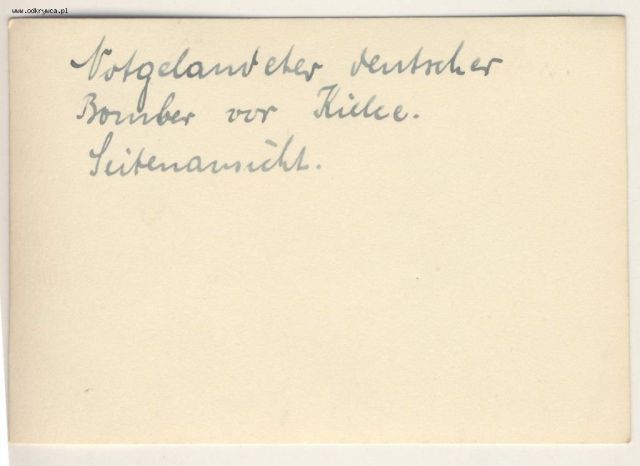 www.odkrywca.pl
Notgelandeter deutscher
Bomber vor Kielce.
Seitenansicht.